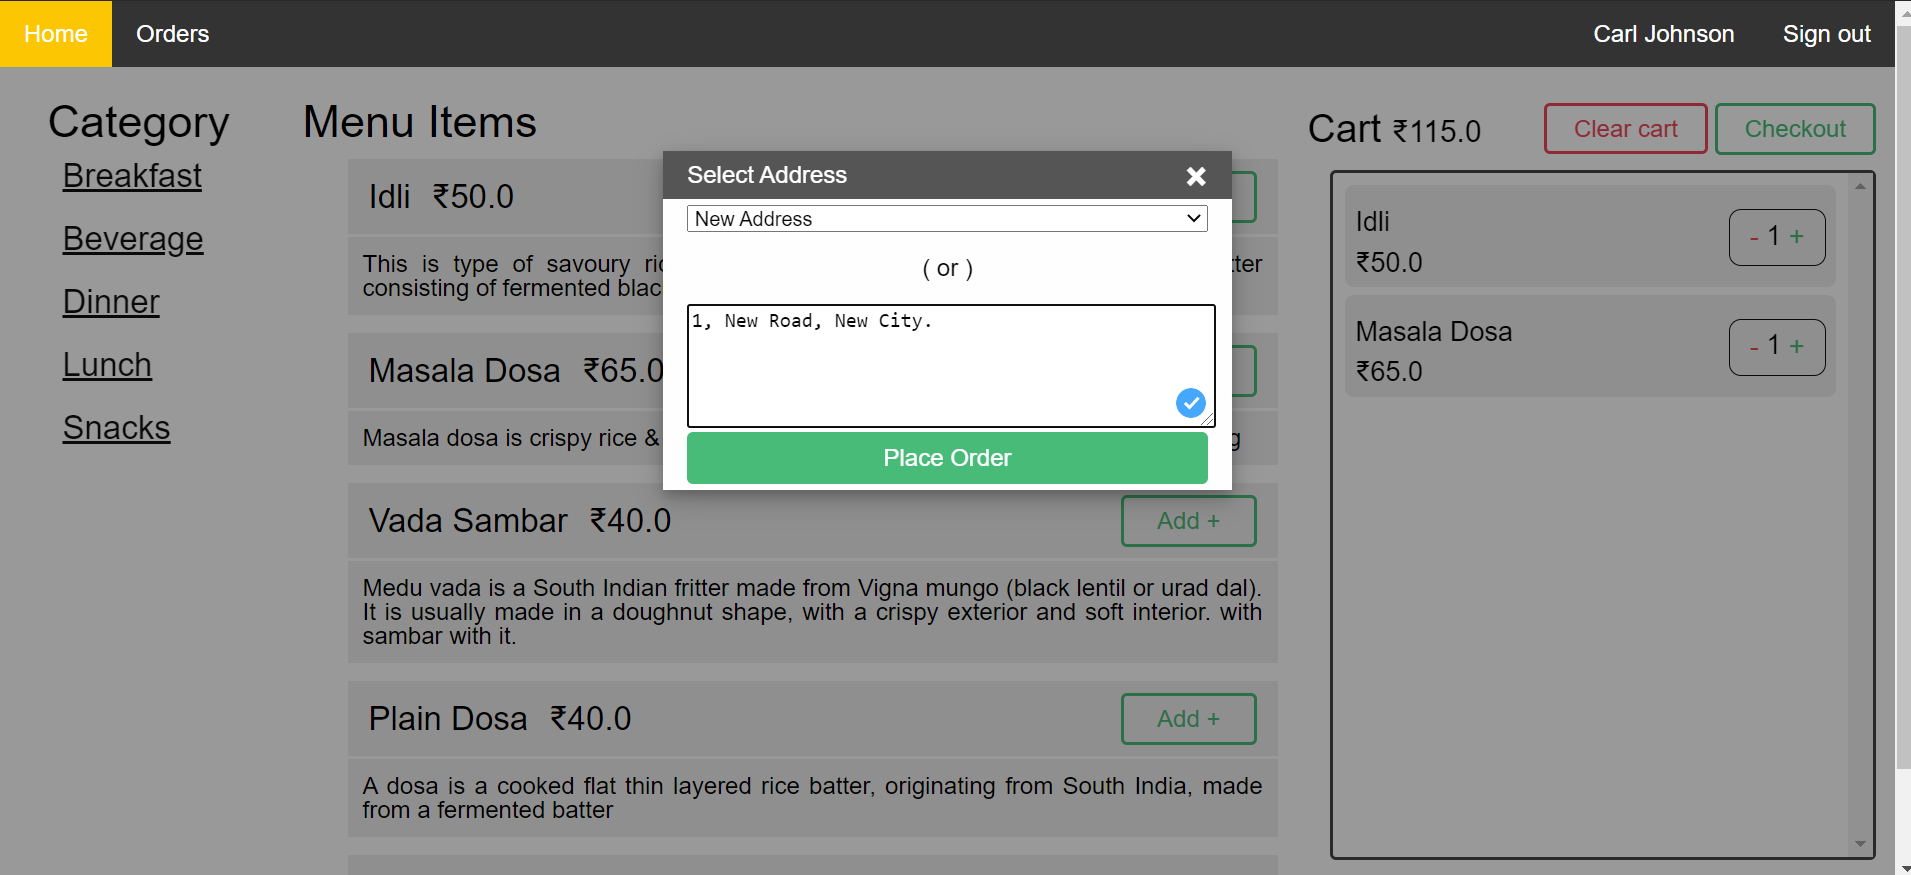 Home Orders Carl Johnson Sign out
Category
Breakfast
Beverage
Dinner
Lunch
Snacks
Menu Items
Idli ₹50.0
This is type of savoury
consisting of fermented
Masala Dosa ₹65.0
Masala dosa is crispy rice &
Vada Sambar ₹40.0
Add +
Medu vada is a South Indian fritter made from Vigna mungo (black lentil or urad dal).
It is usually made in a doughnut shape, with a crispy exterior and soft interior. with
sambar with it.
Plain Dosa ₹40.0
Add +
A dosa is a cooked flat thin layered rice batter, originating from South India, made
from a fermented batter
Select Address
New Address
( or )
1, New Road, New City.
Place Order
Cart ₹115.0
Clear cart
Checkout
Idli
₹50.0
- 1 +
Masala Dosa
₹65.0
- 1 +